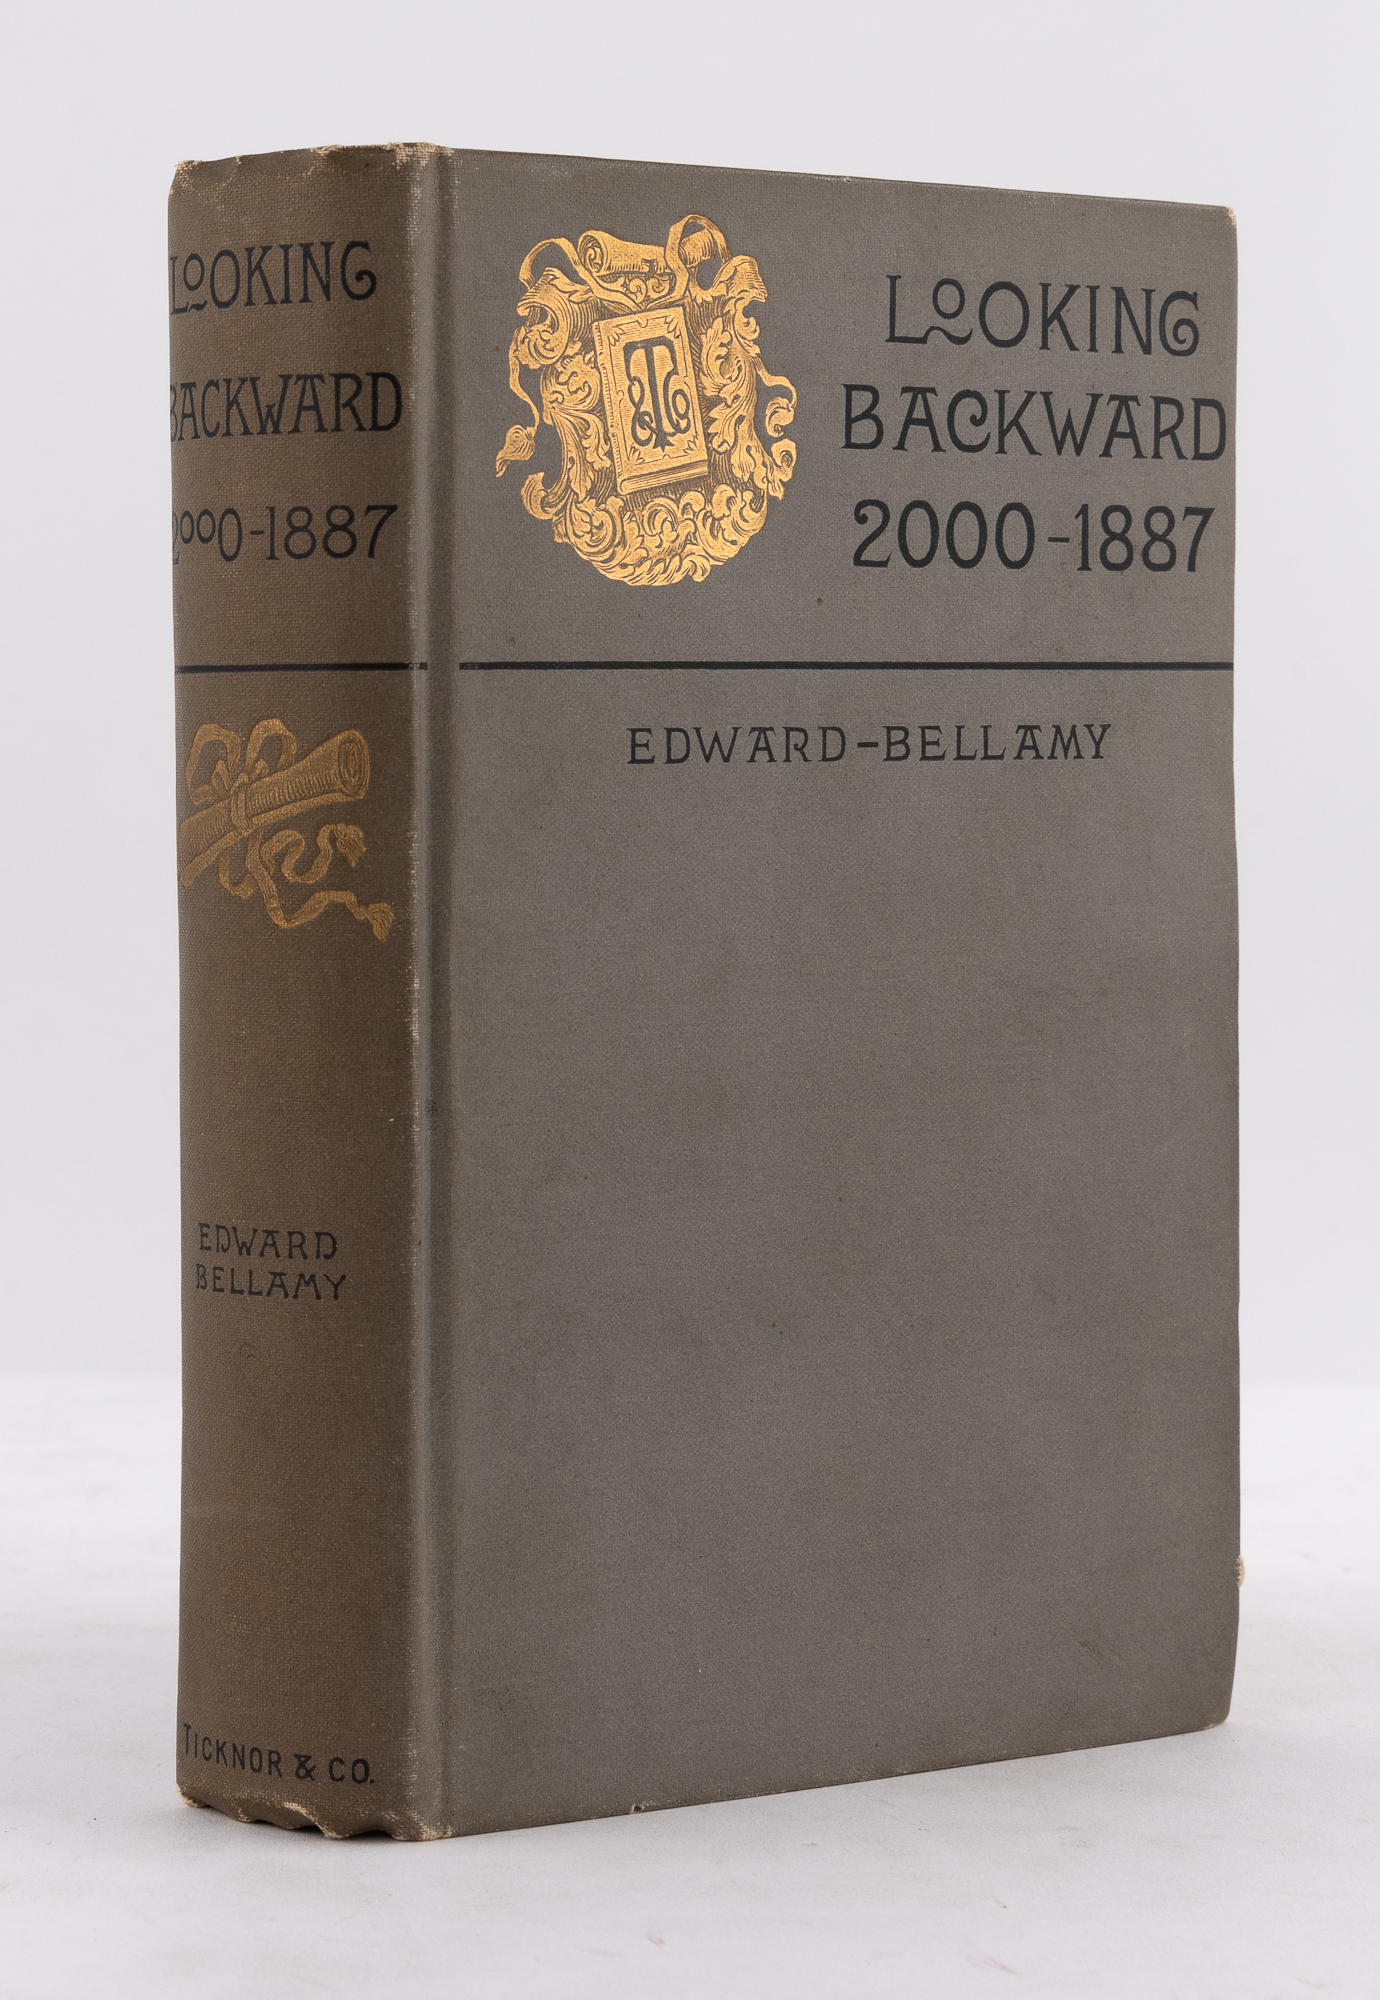 LOOKING
BACKWARD
2000-1887
EDWARD
BELLAMY
TICKNOR & CO.
LOOKING
BACKWARD
2000-1887
EDWARD-BELLAMY